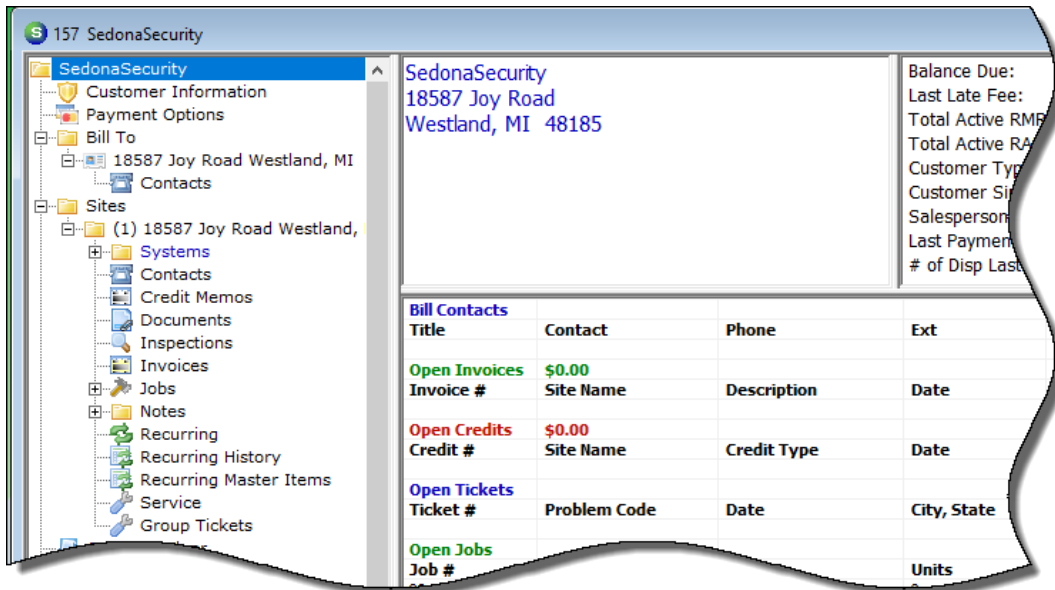 S 157 SedonaSecurity
SedonaSecurity
Customer Information
Payment Options
Bill To
18587 Joy Road Westland, MI
Contacts
Sites
(1) 18587 Joy Road Westland,
Systems
Contacts
Credit Memos
Documents
Inspections
Invoices
Jobs
Notes
Recurring
Recurring History
Recurring Master Items
Service
Group Tickets
SedonaSecurity
18587 Joy Road
Westland, MI 48185
Balance Due:
Last Late Fee:
Total Active RMR
Total Active
Customer
Customer
Salesperson
Last
# of Disp Last
Bill Contacts
Title Contact Phone Ext
Open Invoices $0.00
Invoice # Site Name Description Date
Open Credits $0.00
Credit # Site Name Credit Type Date
Open Tickets
Ticket # Problem Code Date City, State
Open Jobs
Job # Units